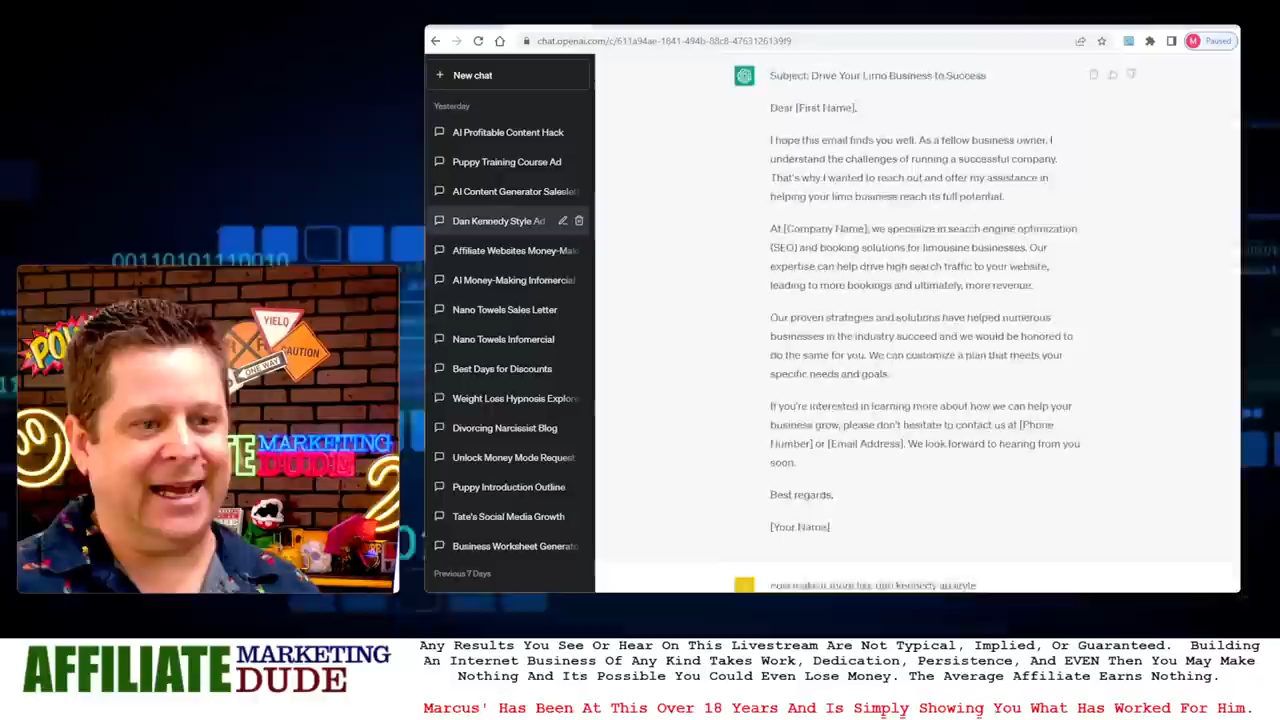 chat.openai.com/c/611a94ae-1841-494b-88c8-4763126139f9
M Paused
New chat
Yesterday
AI Profitable Content Hack
Puppy Training Course Ad
AI Content Generator Saleslet
Dan Kennedy Style Ad
Affiliate Websites Money-Mak
AI Money-Making Infomercial
Nano Towels Sales Letter
Nano Towels Infomercial
Best Days for Discounts
Weight Loss Hypnosis Explore
Divorcing Narcissist Blog
Unlock Money Mode Request
Puppy Introduction Outline
Tate's Social Media Growth
Business Worksheet Generato
Previous 7 Days
Subject: Drive Your Limo Business to Success
Dear [First Name],
I hope this email finds you well. As a fellow business owner, I
understand the challenges of running a successful company.
That's why I wanted to reach out and offer my assistance in
helping your limo business reach its full potential.
At [Company Name], we specialize in search engine optimization
(SEO) and booking solutions for limousine businesses. Our
expertise can help drive high search traffic to your website,
leading to more bookings and ultimately, more revenue.
Our proven strategies and solutions have helped numerous
businesses in the industry succeed and we would be honored to
do the same for you. We can customize a plan that meets your
specific needs and goals.
If you're interested in learning more about how we can help your
business grow, please don't hesitate to contact us at [Phone
Number] or [Email Address]. We look forward to hearing from you
soon.
Best regards,
[Your Name]
001101101110010
YIELD
CAUTION
ONE WAY
MARKETING
DUDE
AFFILIATE MARKETING DUDE
Any Results You See Or Hear On This Livestream Are Not Typical, Implied, Or Guaranteed. Building
An Internet Business Of Any Kind Takes Work, Dedication, Persistence, And EVEN Then You May Make
Nothing And Its Possible You Could Even Lose Money. The Average Affiliate Earns Nothing.
Marcus' Has Been At This Over 18 Years And Is Simply Showing You What Has Worked For Him.